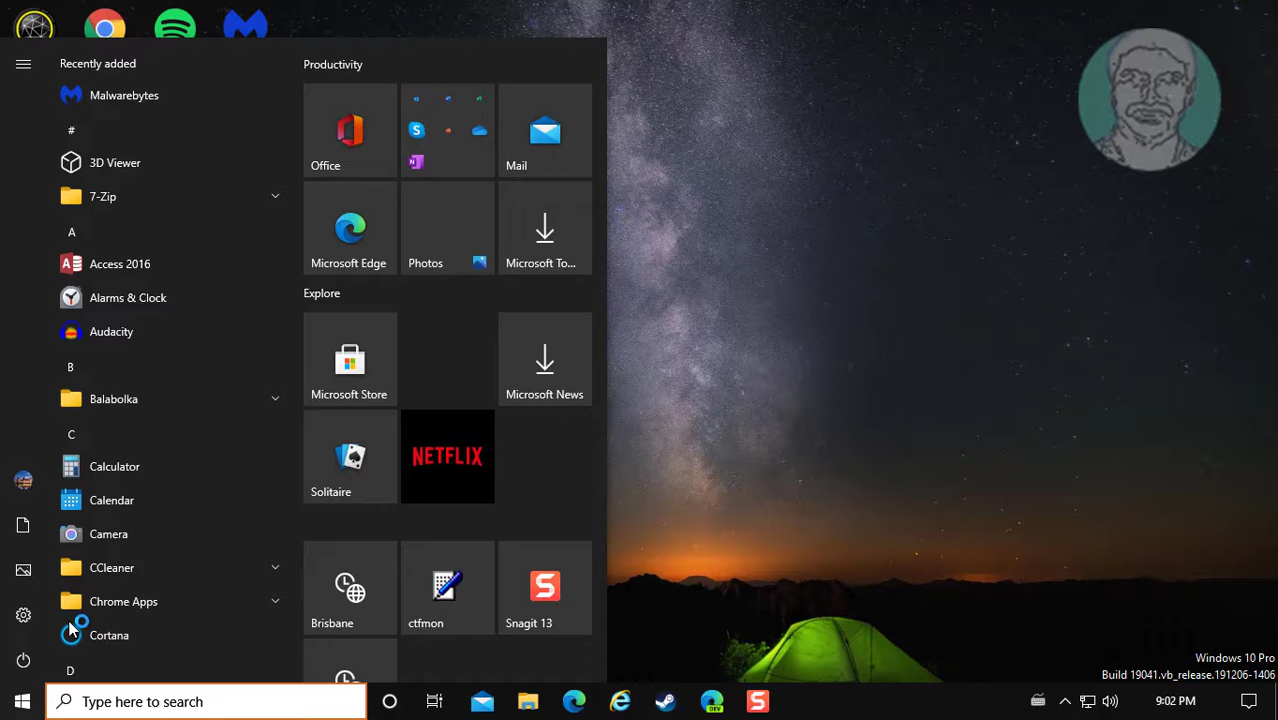 Recently added
Malwarebytes
#
3D Viewer
7-Zip
A
Access 2016
Alarms & Clock
Audacity
B
Balabolka
C
Calculator
Calendar
Camera
CCleaner
Chrome Apps
Cortana
D
Productivity
Office
Mail
Microsoft Edge
Photos
Microsoft To...
Explore
Microsoft Store
Microsoft News
Solitaire
NETFLIX
Brisbane
ctfmon
Snagit 13
Windows 10 Pro
Build 19041.vb_release.191206-1406
Type here to search
DEV
9:02 PM